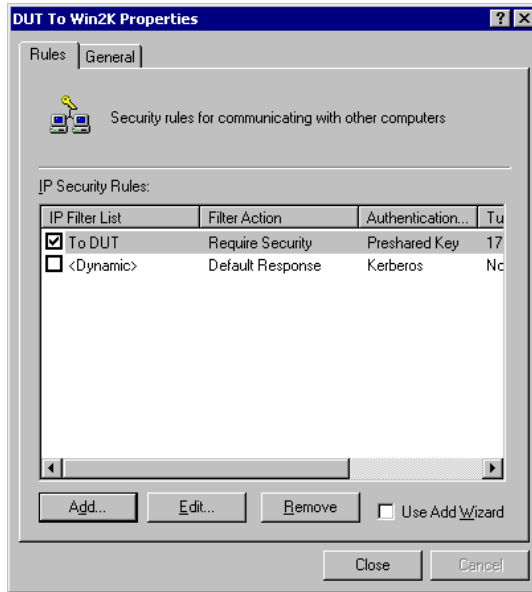 DUT To Win2K Properties
Rules General
Security rules for communicating with other computers
IP Security Rules:
IP Filter List Filter Action Authentication... Tu
To DUT Require Security Preshared Key 17
<Dynamic> Default Response Kerberos No
Add... Edit... Remove Use Add Wizard
Close Cancel